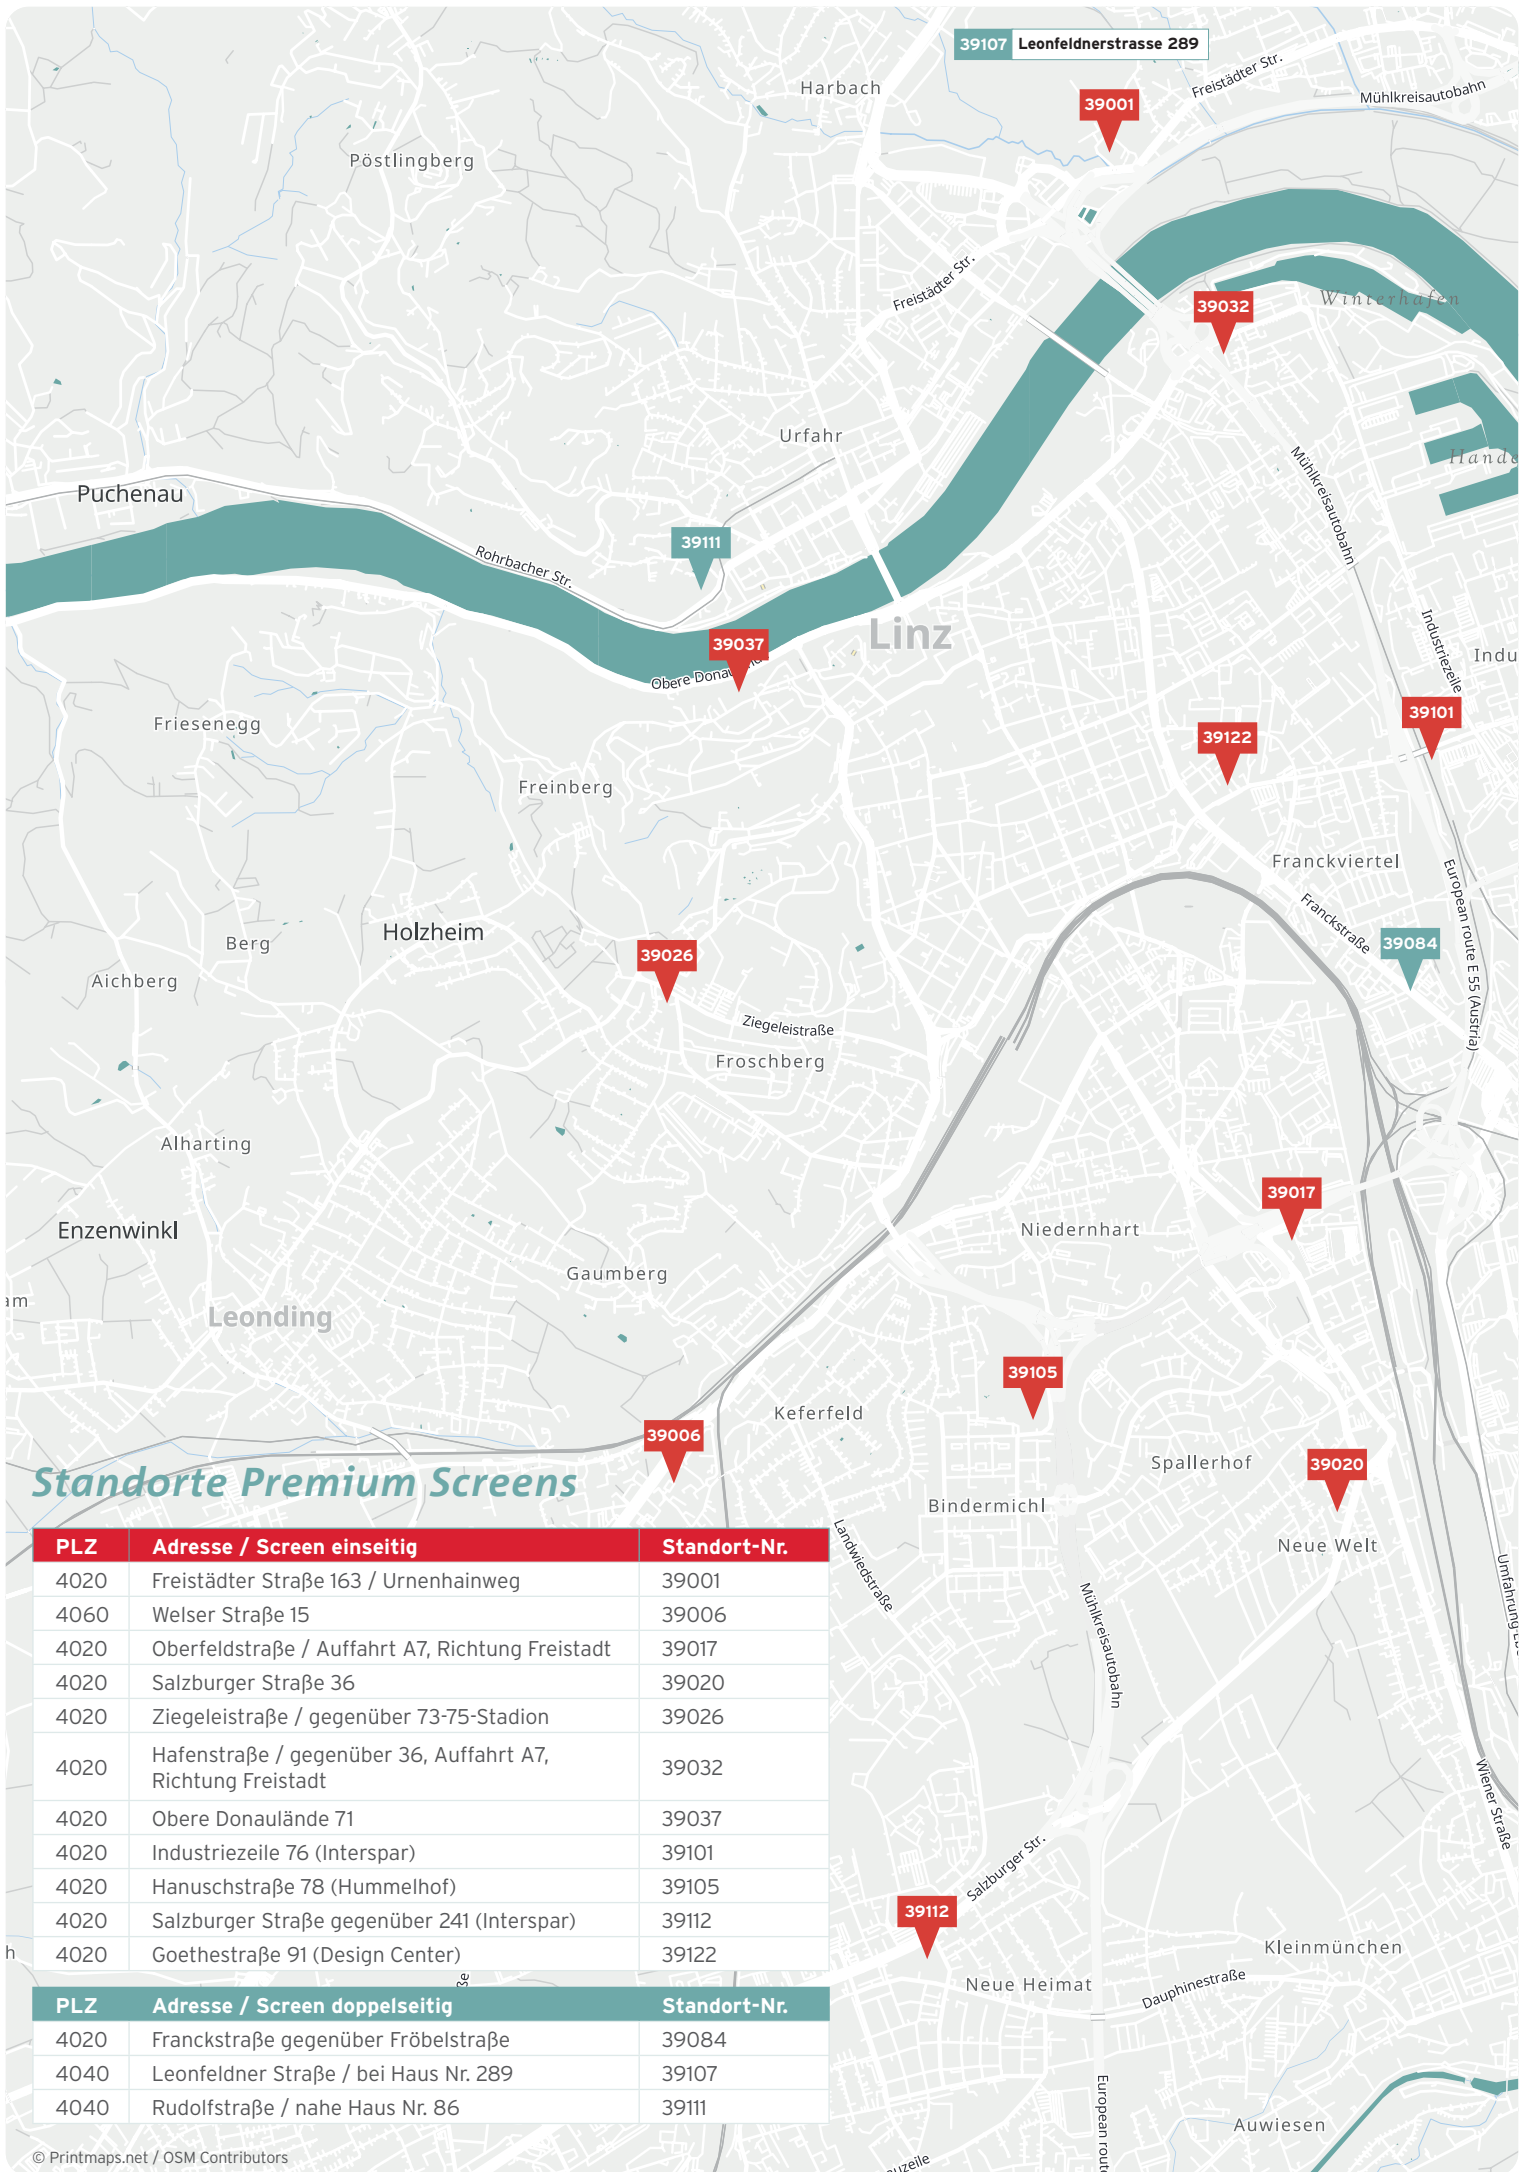 39107 Leonfeldnerstrasse 289
Freistädter Str.
Harbach
Mühlkreisautobahn
39001
Pöstlingberg
Freistädter Str.
Winterhafen
39032
Urfahr
Mühlkreisautobahn
Puchenau
39111
Rohrbacher Str.
Linz
39037
Industriezeile
39101
Friesenegg
39122
Freinberg
Franckviertel
European route E 55 (Austria)
Franckstraße
Holzheim
Berg
39084
39026
Aichberg
Ziegeleistraße
Froschberg
Alharting
39017
Enzenwinkl
Niedernhart
Gaumberg
Leonding
39105
Keferfeld
39006
Spallerhof
39020
Bindermichl
Neue Welt
Landwiedstraße
Mühlkreisautobahn
Standorte Premium Screens
PLZ Adresse / Screen einseitig Standort-Nr.
4020 Freistädter Straße 163 / Urnenhainweg 39001
4060 Welser Straße 15 39006
4020 Oberfeldstraße / Auffahrt A7, Richtung Freistadt 39017
4020 Salzburger Straße 36 39020
4020 Ziegeleistraße / gegenüber 73-75-Stadion 39026
4020 Hafenstraße / gegenüber 36, Auffahrt A7,
Richtung Freistadt 39032
4020 Obere Donaulände 71 39037
4020 Industriezeile 76 (Interspar) 39101
4020 Hanuschstraße 78 (Hummelhof) 39105
4020 Salzburger Straße gegenüber 241 (Interspar) 39112
4020 Goethestraße 91 (Design Center) 39122
PLZ Adresse / Screen doppelseitig Standort-Nr.
4020 Franckstraße gegenüber Fröbelstraße 39084
4040 Leonfeldner Straße / bei Haus Nr. 289 39107
4040 Rudolfstraße / nahe Haus Nr. 86 39111
Wiener Straße
Salzburger Str.
39112
Kleinmünchen
Neue Heimat
Dauphinestraße
European rout
Auwiesen
© Printmaps.net / OSM Contributors